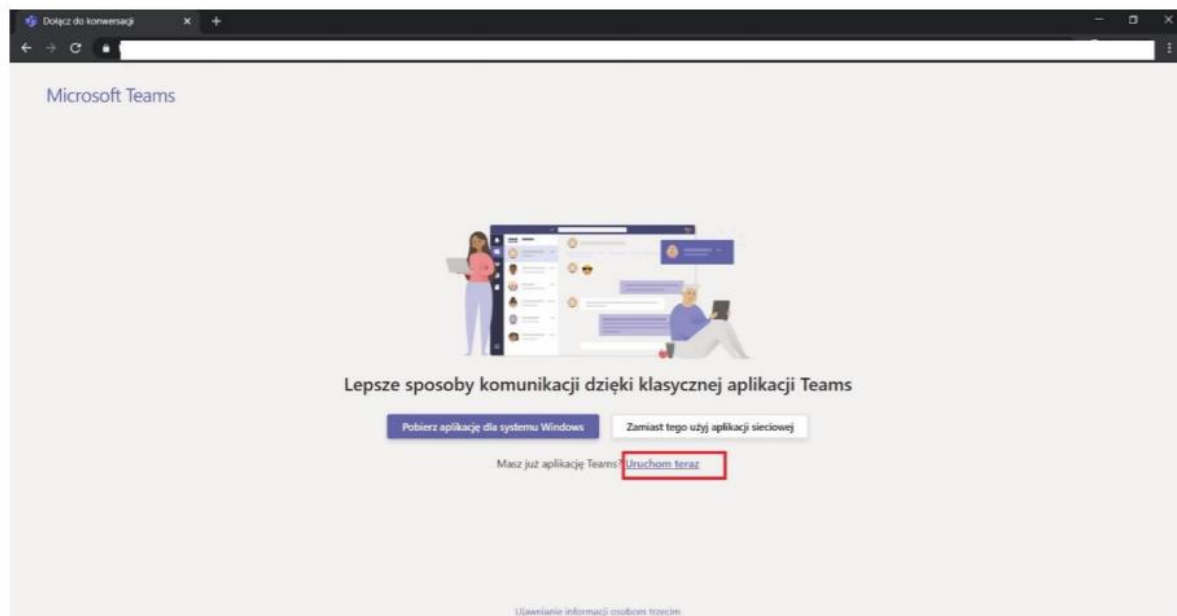 Dołącz do konwersacji
Microsoft Teams
Lepsze sposoby komunikacji dzięki klasycznej aplikacji Teams
Pobierz aplikację dla systemu Windows
Zamiast tego użyj aplikacji sieciowej
Masz już aplikację Teams? Uruchom teraz
Ujawnianie informacji osobom trzecim